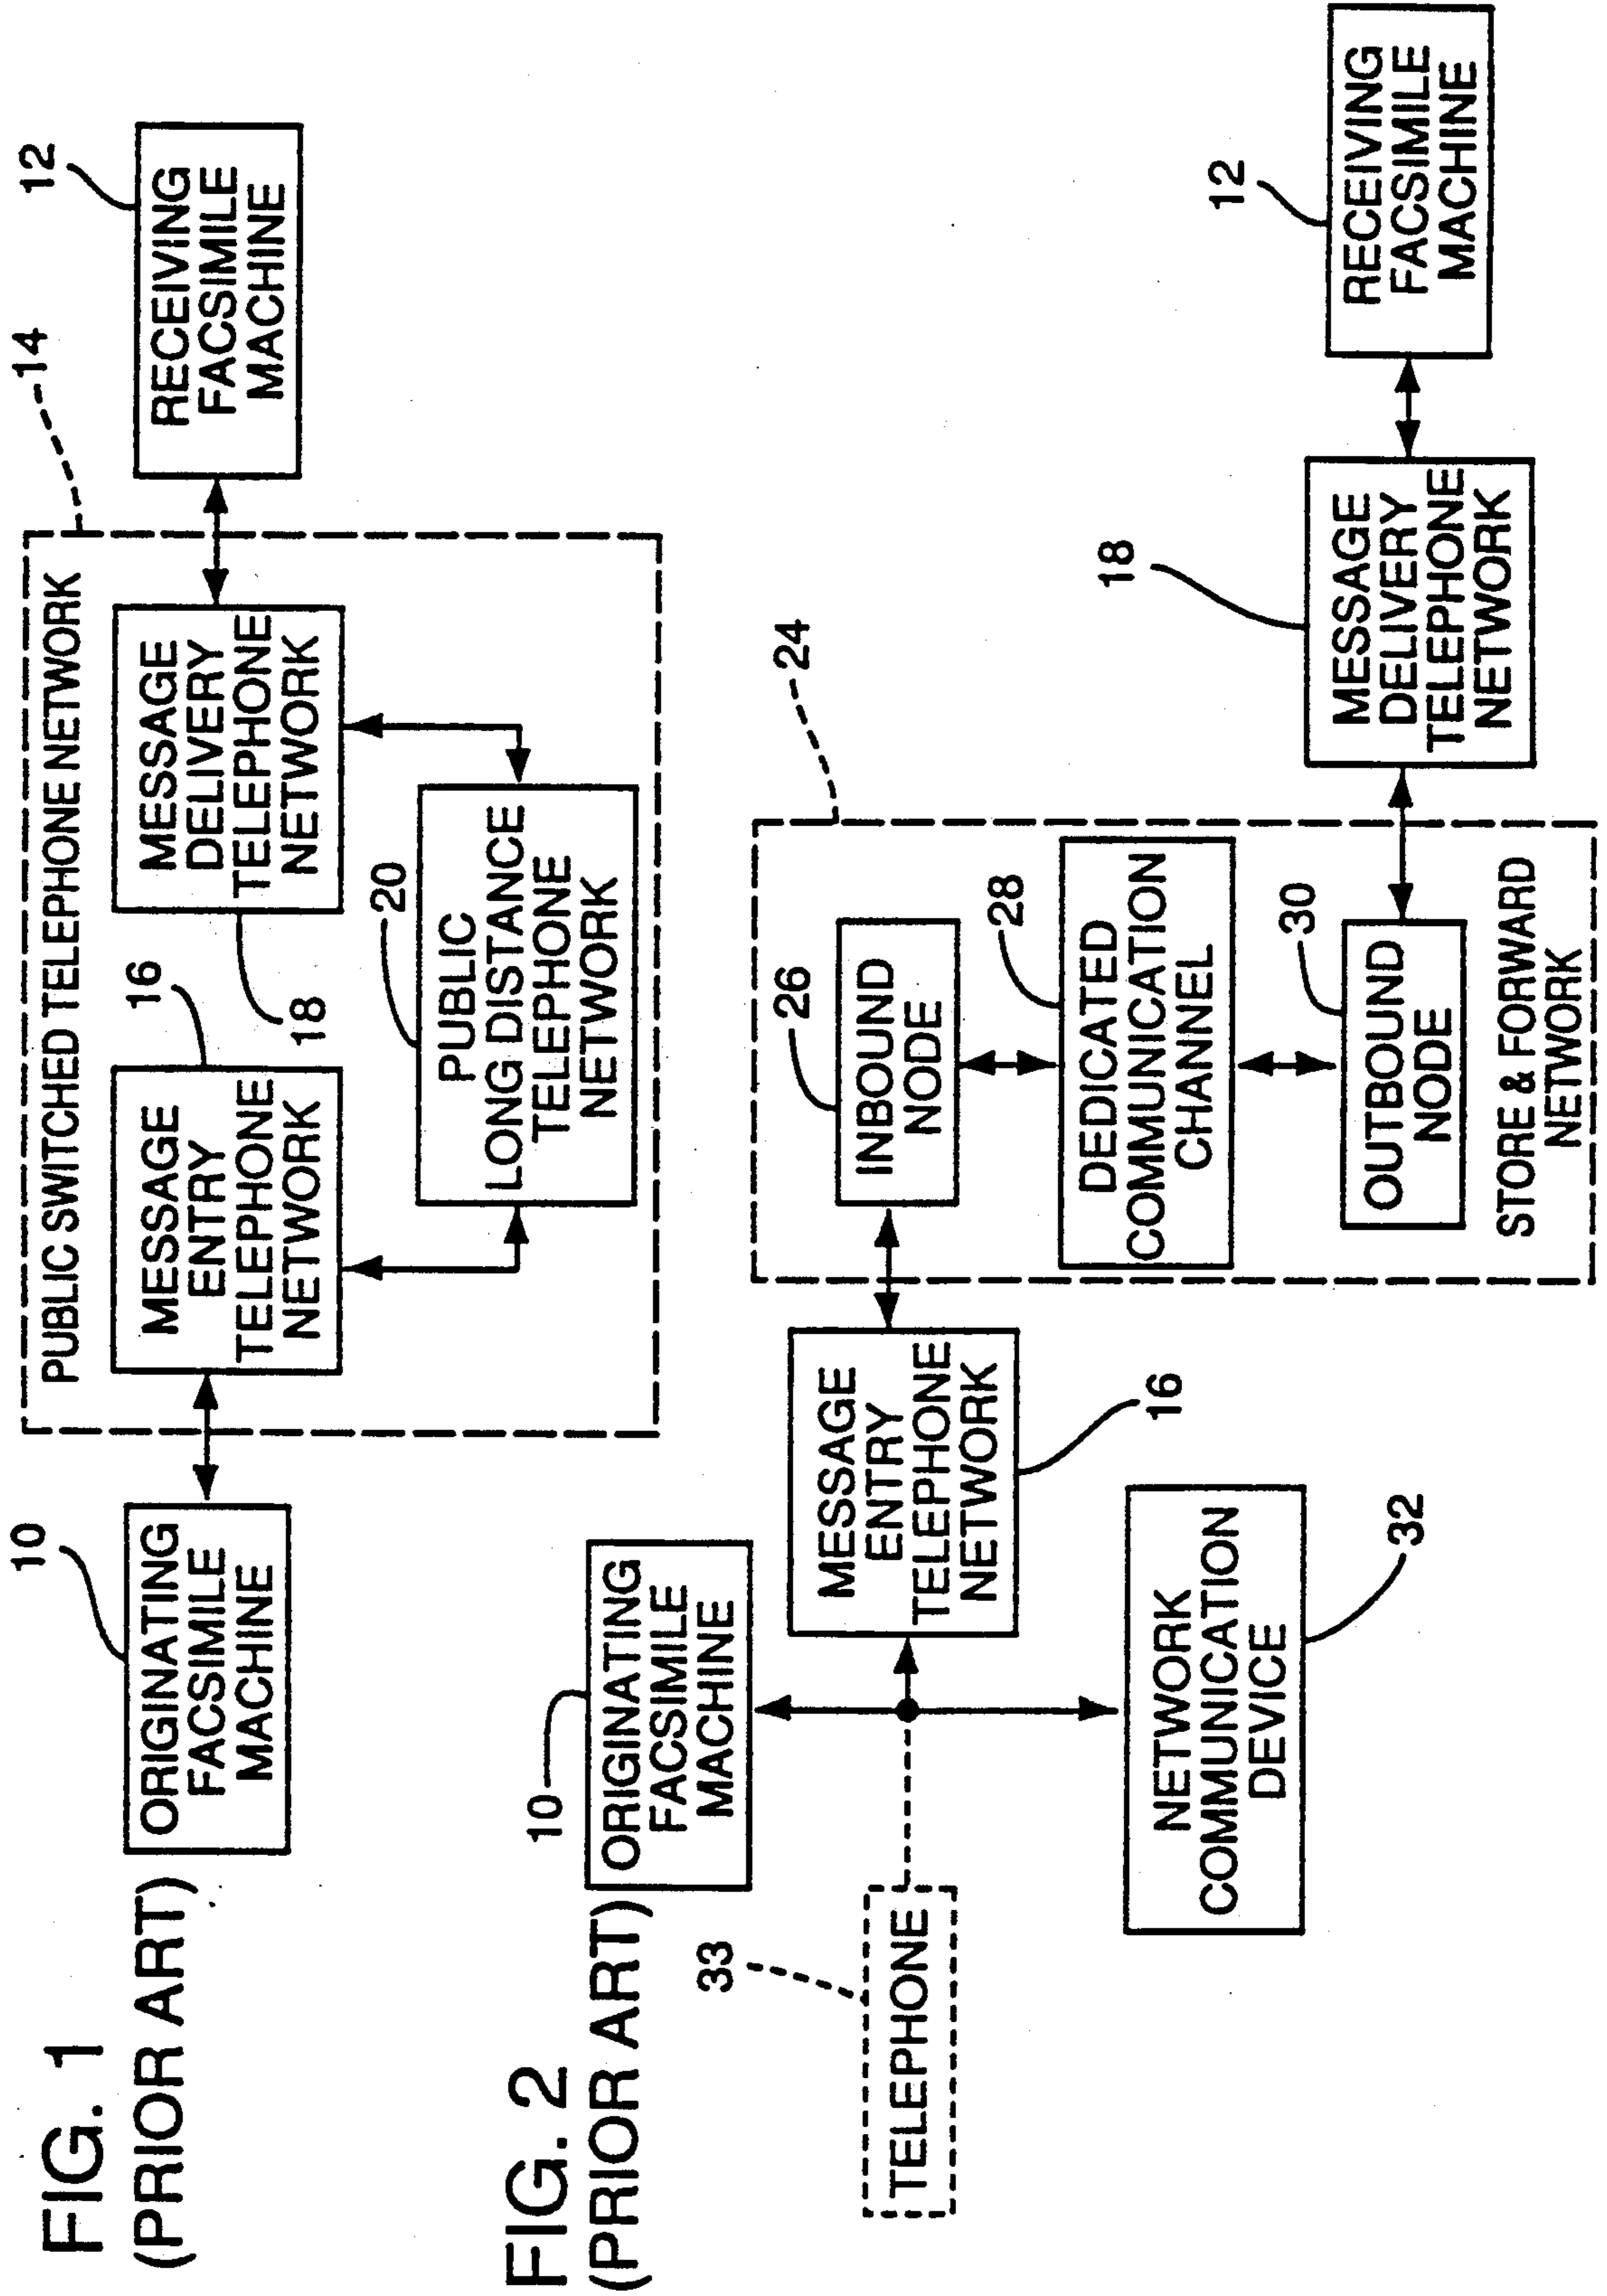 FIG. 1
(PRIOR ART)
10
ORIGINATING
FACSIMILE
MACHINE
PUBLIC SWITCHED TELEPHONE NETWORK
14
MESSAGE
ENTRY
TELEPHONE
NETWORK
16
MESSAGE
DELIVERY
TELEPHONE
NETWORK
18
20
PUBLIC
LONG DISTANCE
TELEPHONE
NETWORK
12
RECEIVING
FACSIMILE
MACHINE
FIG. 2
(PRIOR ART)
10
ORIGINATING
FACSIMILE
MACHINE
33
TELEPHONE
NETWORK
COMMUNICATION
DEVICE
32
MESSAGE
ENTRY
TELEPHONE
NETWORK
16
24
26
INBOUND
NODE
28
DEDICATED
COMMUNICATION
CHANNEL
30
OUTBOUND
NODE
STORE & FORWARD
NETWORK
18
MESSAGE
DELIVERY
TELEPHONE
NETWORK
12
RECEIVING
FACSIMILE
MACHINE